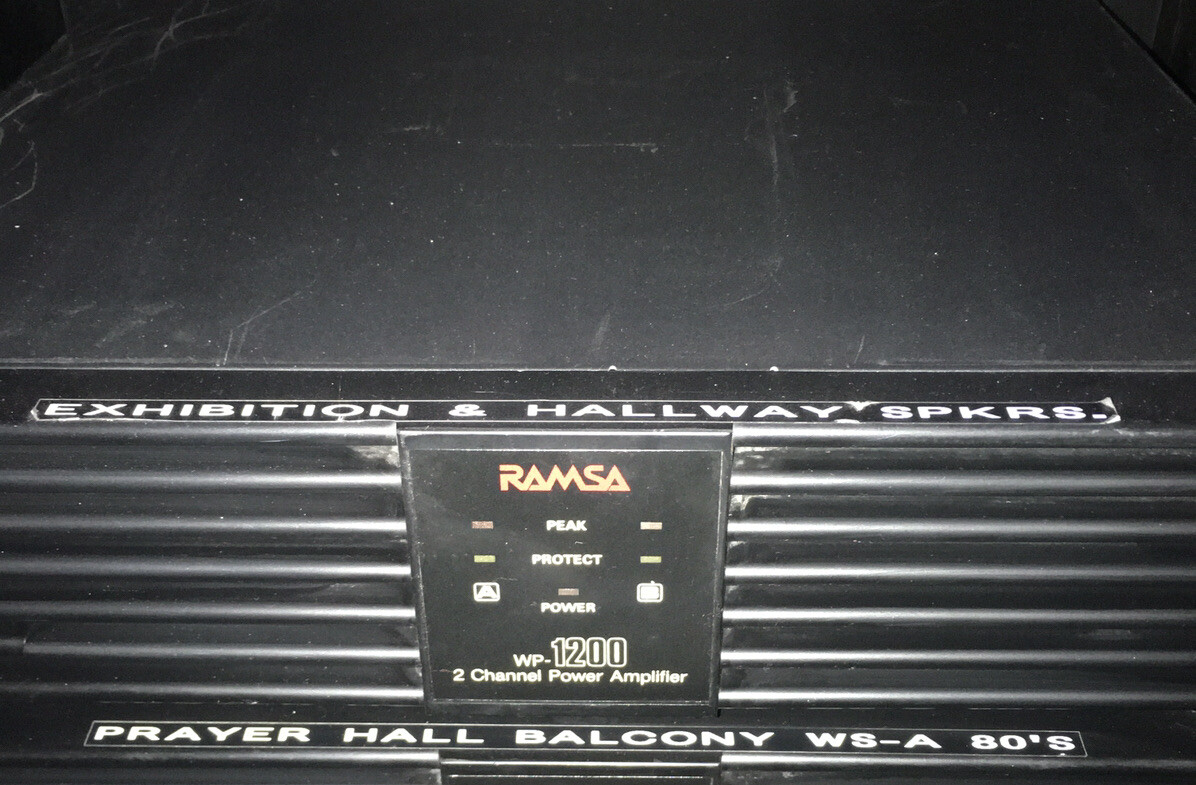 EXHIBITION & HALLWAY SPKRS.
RAMSA
PEAK
PROTECT
A B
POWER
WP-1200
2 Channel Power Amplifier
PRAYER HALL BALCONY WS-A 80'S